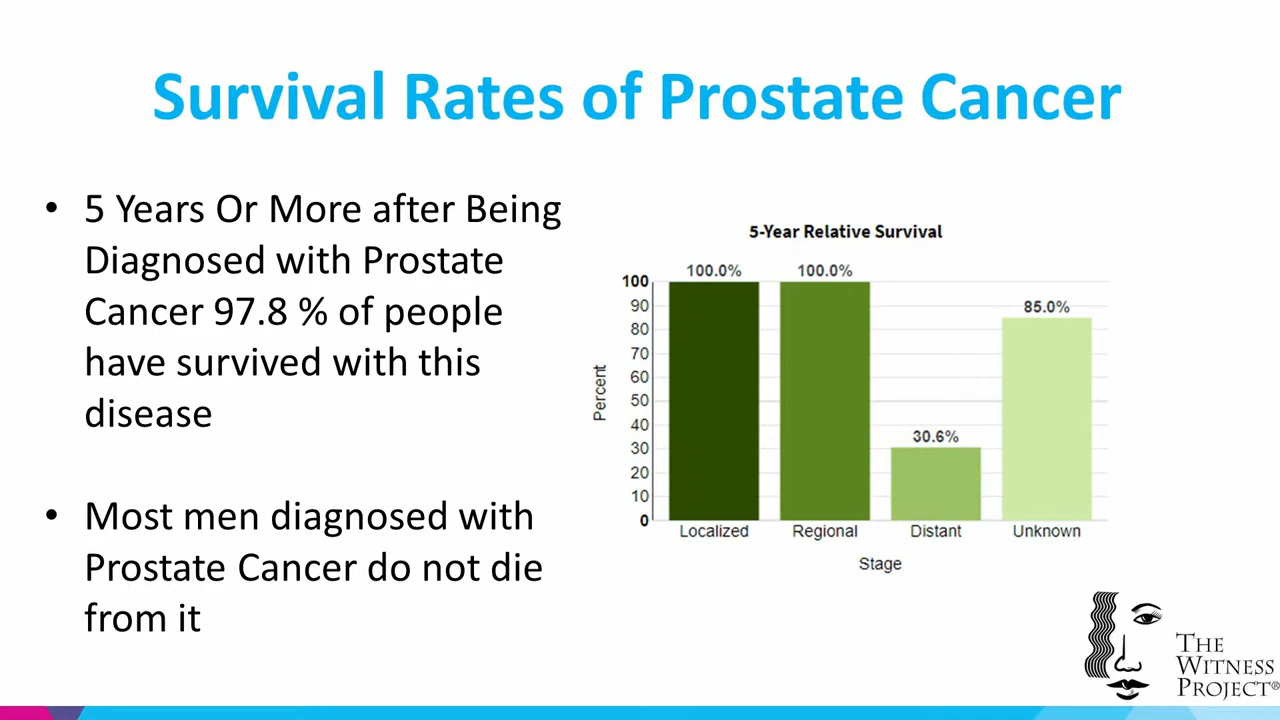 Survival Rates of Prostate Cancer
• 5 Years Or More after Being
Diagnosed with Prostate
Cancer 97.8 % of people
have survived with this
disease
• Most men diagnosed with
Prostate Cancer do not die
from it
5-Year Relative Survival
100.0%
100.0%
30.6%
85.0%
Percent
100
90
80
70
60
50
40
30
20
10
0
Localized
Regional
Distant
Unknown
Stage
THE
WITNESS
PROJECT®